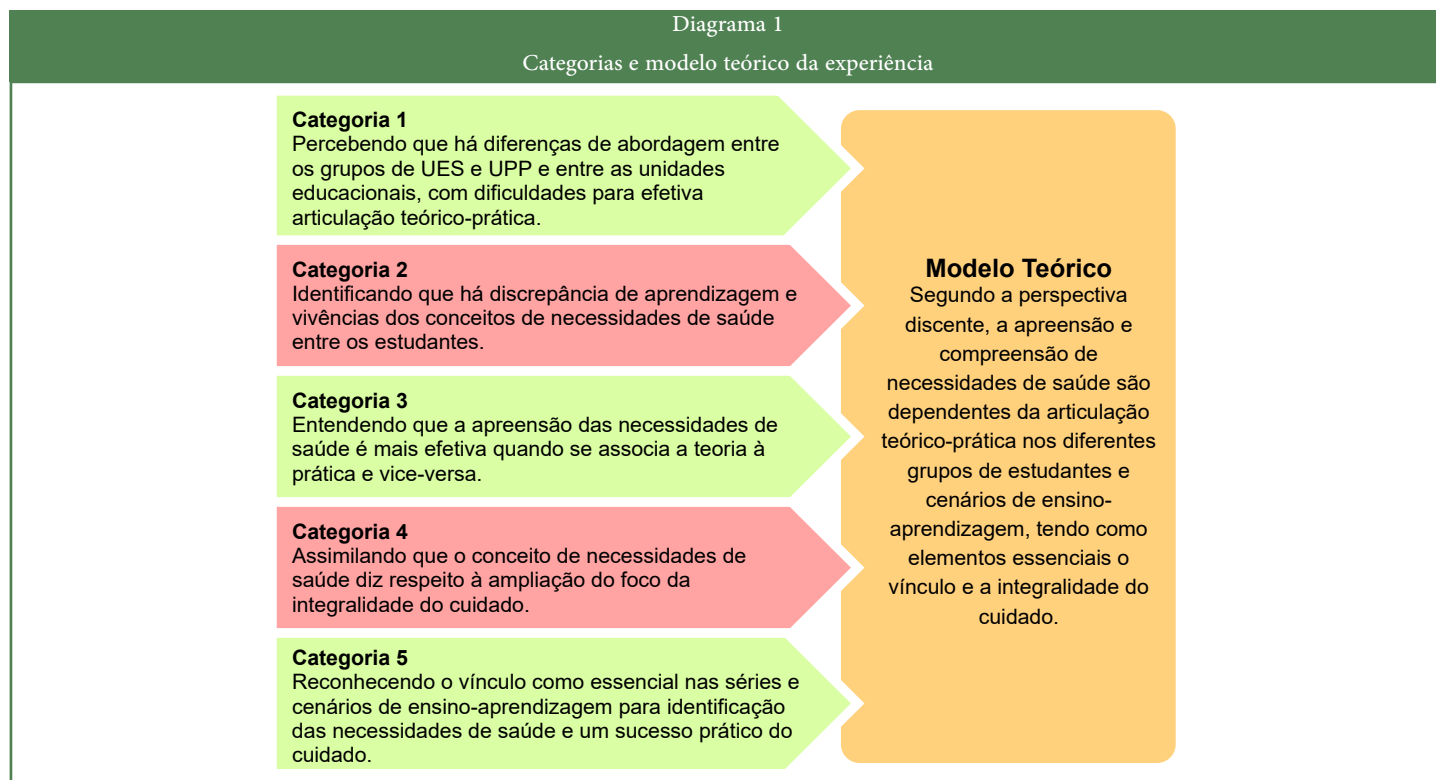 Diagrama 1
Categorias e modelo teórico da experiência
Categoria 1
Percebendo que há diferenças de abordagem entre
os grupos de UES e UPP e entre as unidades
educacionais, com dificuldades para efetiva
articulação teórico-prática.
Categoria 2
Identificando que há discrepância de aprendizagem e
vivências dos conceitos de necessidades de saúde
entre os estudantes.
Categoria 3
Entendendo que a apreensão das necessidades de
saúde é mais efetiva quando se associa a teoria à
prática e vice-versa.
Categoria 4
Assimilando que o conceito de necessidades de
saúde diz respeito à ampliação do foco da
integralidade do cuidado.
Categoria 5
Reconhecendo o vínculo como essencial nas séries e
cenários de ensino-aprendizagem para identificação
das necessidades de saúde e um sucesso prático do
cuidado.
Modelo Teórico
Segundo a perspectiva
discente, a apreensão e
compreensão de
necessidades de saúde são
dependentes da articulação
teórico-prática nos diferentes
grupos de estudantes e
cenários de ensino-
aprendizagem, tendo como
elementos essenciais o
vínculo e a integralidade do
cuidado.